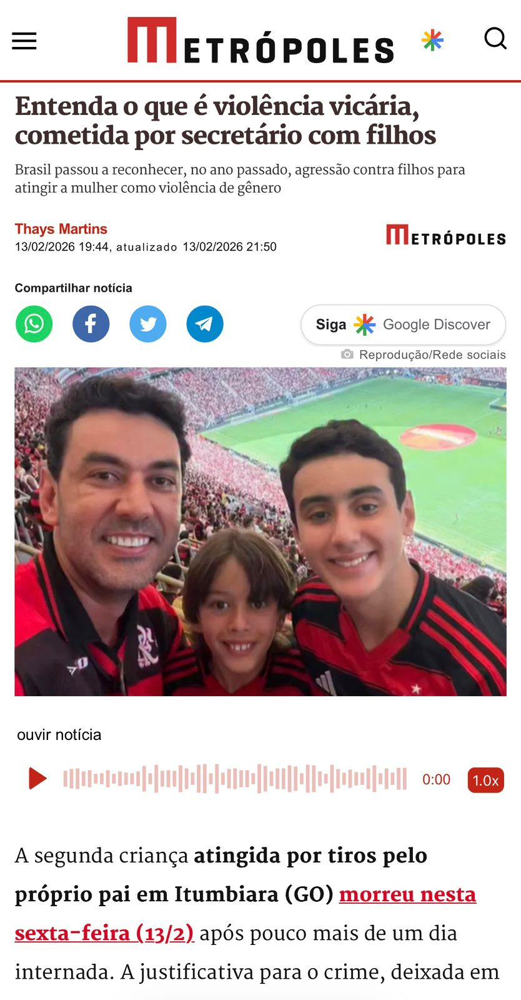 METRÓPOLES
Entenda o que é violência vicária,
cometida por secretário com filhos
Brasil passou a reconhecer, no ano passado, agressão contra filhos para
atingir a mulher como violência de gênero
Thays Martins
13/02/2026 19:44, atualizado 13/02/2026 21:50
METRÓPOLES
Compartilhar notícia
Siga Google Discover
Reprodução/Rede sociais
ouvir notícia
0:00
1.0x
A segunda criança atingida por tiros pelo
próprio pai em Itumbiara (GO) morreu nesta
sexta-feira (13/2) após pouco mais de um dia
internada. A justificativa para o crime, deixada em